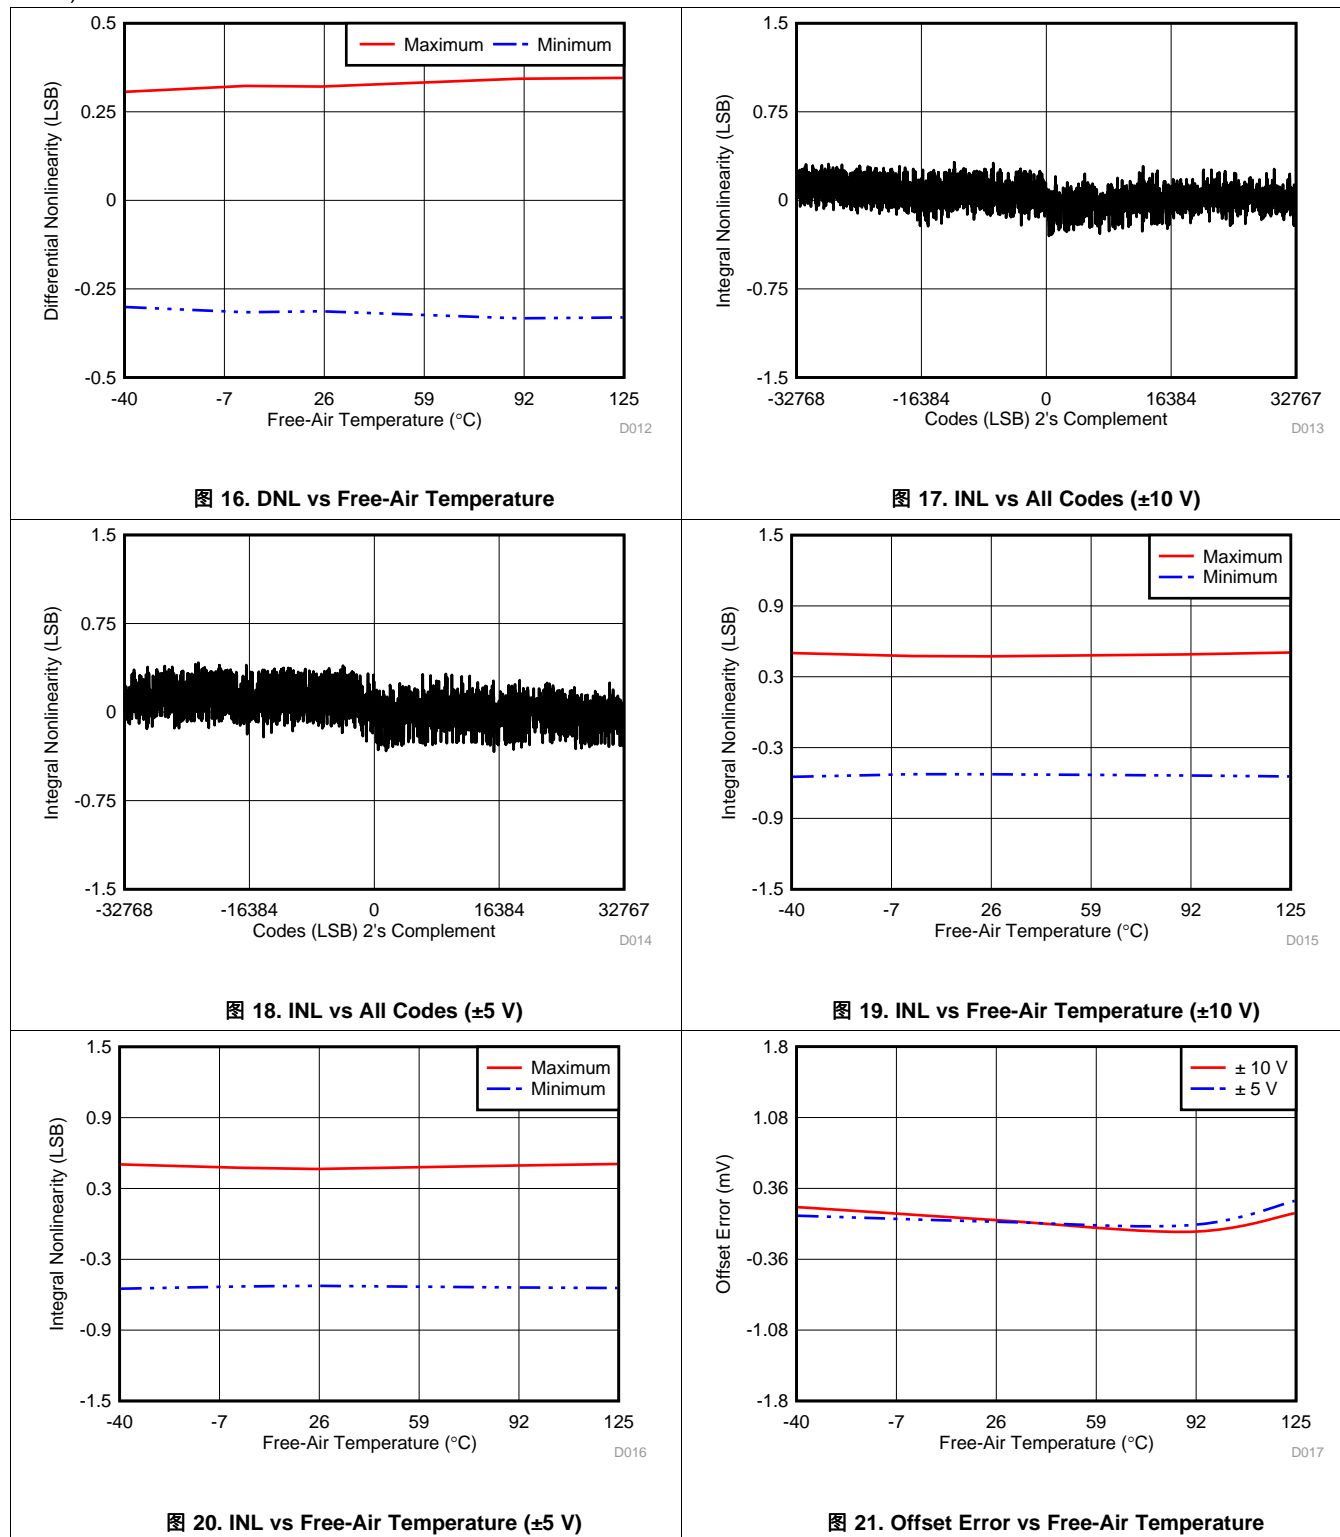 0.5
0.25
0
-0.25
-0.5
Differential Nonlinearity (LSB)
Maximum
Minimum
-40
-7
26
59
92
125
Free-Air Temperature (°C)
D012
图 16. DNL vs Free-Air Temperature
1.5
0.75
0
-0.75
-1.5
Integral Nonlinearity (LSB)
-32768
-16384
0
16384
32767
Codes (LSB) 2's Complement
D013
图 17. INL vs All Codes (±10 V)
1.5
0.75
0
-0.75
-1.5
Integral Nonlinearity (LSB)
-32768
-16384
0
16384
32767
Codes (LSB) 2's Complement
D014
图 18. INL vs All Codes (±5 V)
1.5
0.9
0.3
-0.3
-0.9
-1.5
Integral Nonlinearity (LSB)
Maximum
Minimum
-40
-7
26
59
92
125
Free-Air Temperature (°C)
D015
图 19. INL vs Free-Air Temperature (±10 V)
1.5
0.9
0.3
-0.3
-0.9
-1.5
Integral Nonlinearity (LSB)
Maximum
Minimum
-40
-7
26
59
92
125
Free-Air Temperature (°C)
D016
图 20. INL vs Free-Air Temperature (±5 V)
1.8
1.08
0.36
-0.36
-1.08
-1.8
Offset Error (mV)
± 10 V
± 5 V
-40
-7
26
59
92
125
Free-Air Temperature (°C)
D017
图 21. Offset Error vs Free-Air Temperature